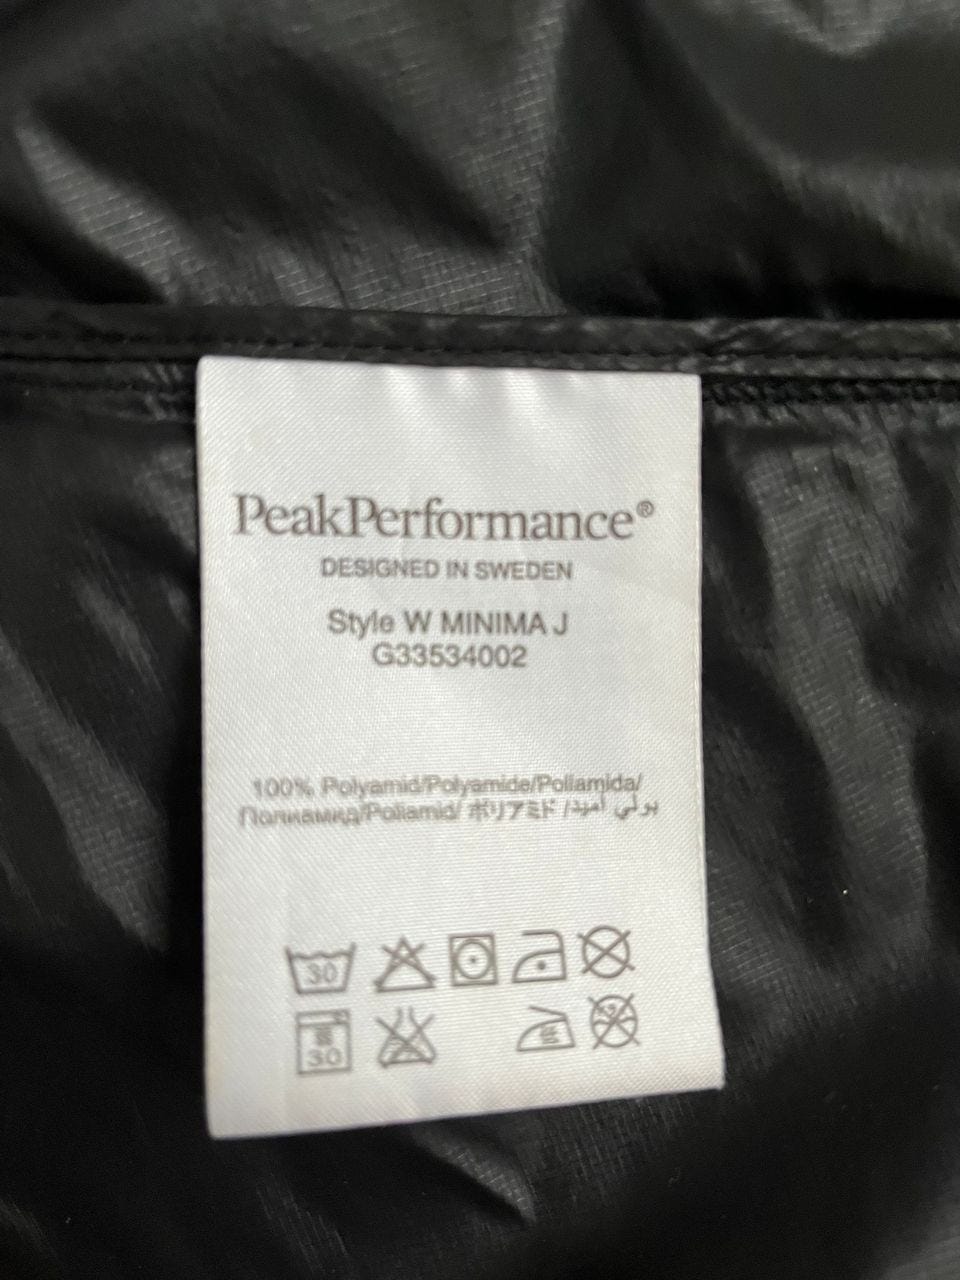 PeakPerformance®
DESIGNED IN SWEDEN
Style W MINIMA J
G33534002
100% Polyamid/Polyamide/Poliamida/
Полиамид/Poliamid/ ポリアミド /بولي أميد
30
30